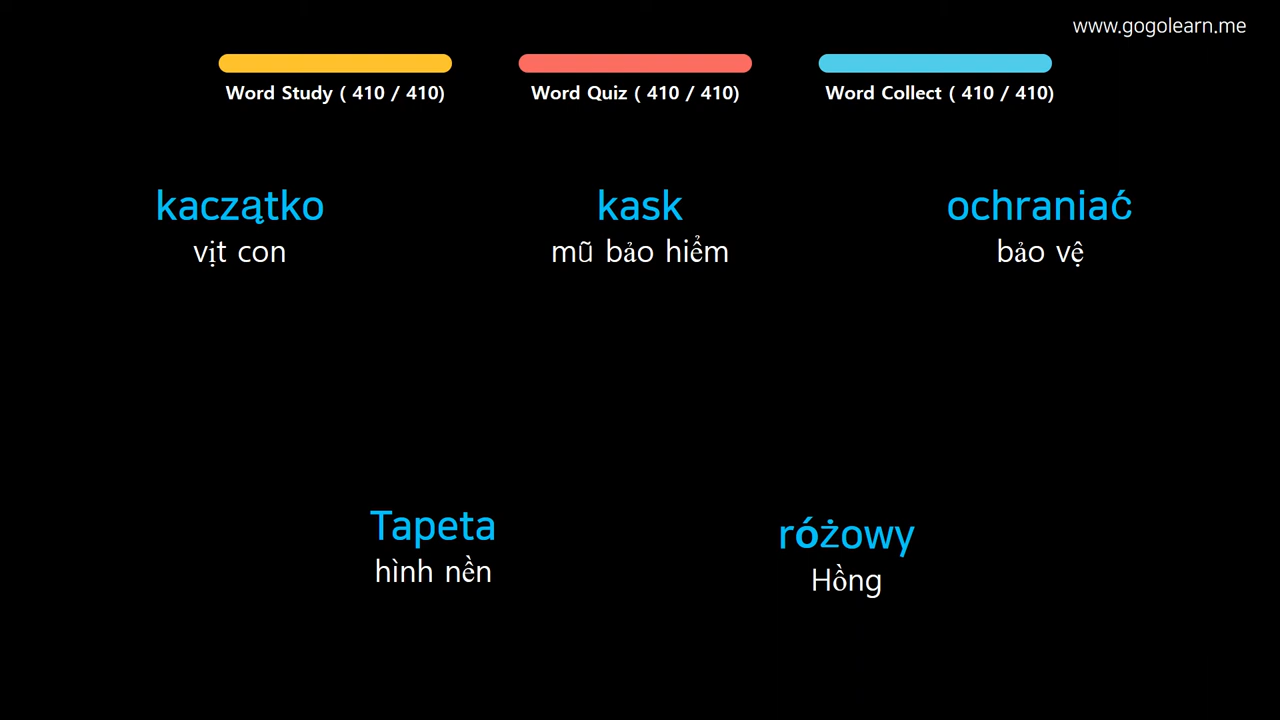 www.gogolearn.me
Word Study ( 410 / 410)
Word Quiz ( 410 / 410)
Word Collect ( 410 / 410)
kaczątko
vịt con
kask
mũ bảo hiểm
ochraniać
bảo vệ
Tapeta
hình nền
różowy
Hồng